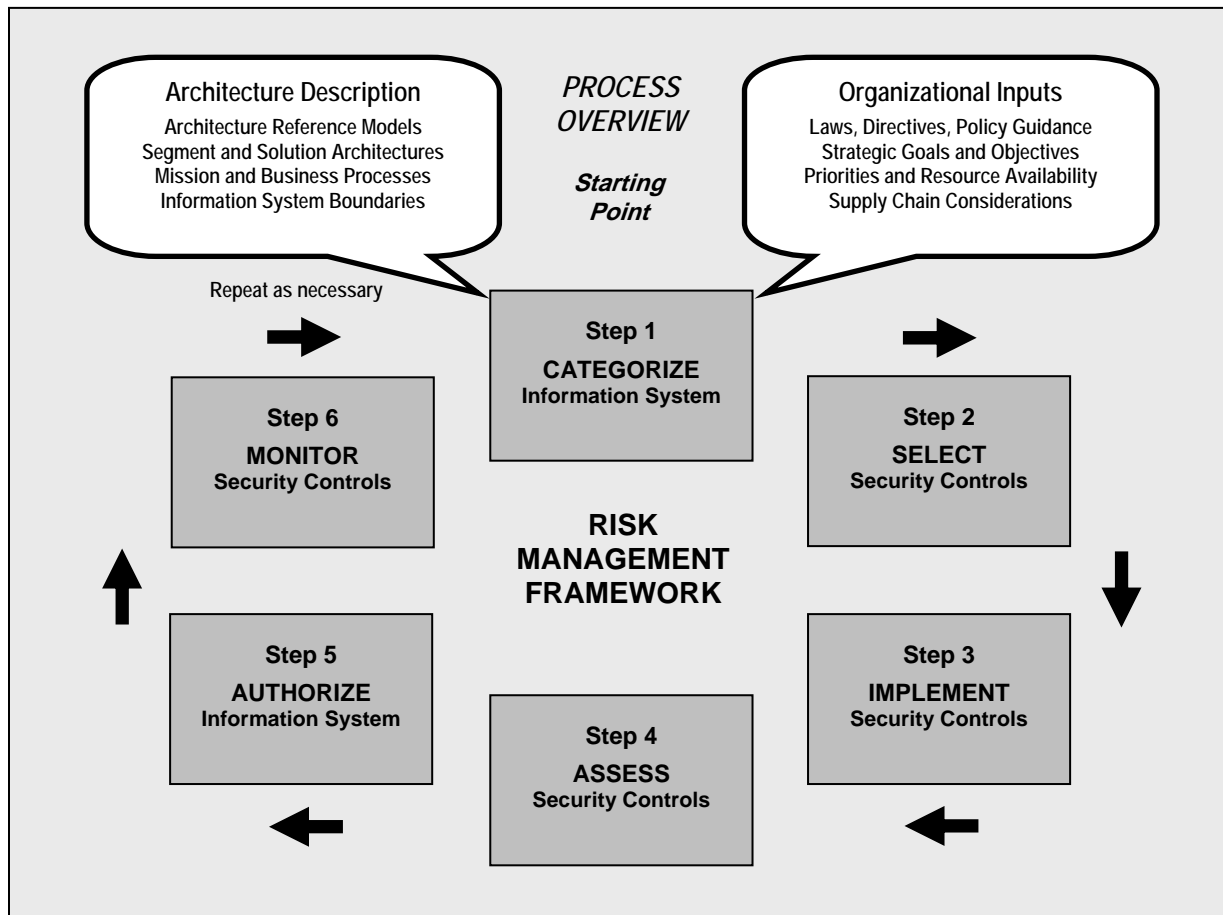 Architecture Description
Architecture Reference Models
Segment and Solution Architectures
Mission and Business Processes
Information System Boundaries
PROCESS
OVERVIEW
Starting
Point
Organizational Inputs
Laws, Directives, Policy Guidance
Strategic Goals and Objectives
Priorities and Resource Availability
Supply Chain Considerations
Repeat as necessary
Step 1
CATEGORIZE
Information System
Step 2
SELECT
Security Controls
Step 3
IMPLEMENT
Security Controls
Step 4
ASSESS
Security Controls
Step 5
AUTHORIZE
Information System
Step 6
MONITOR
Security Controls
RISK
MANAGEMENT
FRAMEWORK